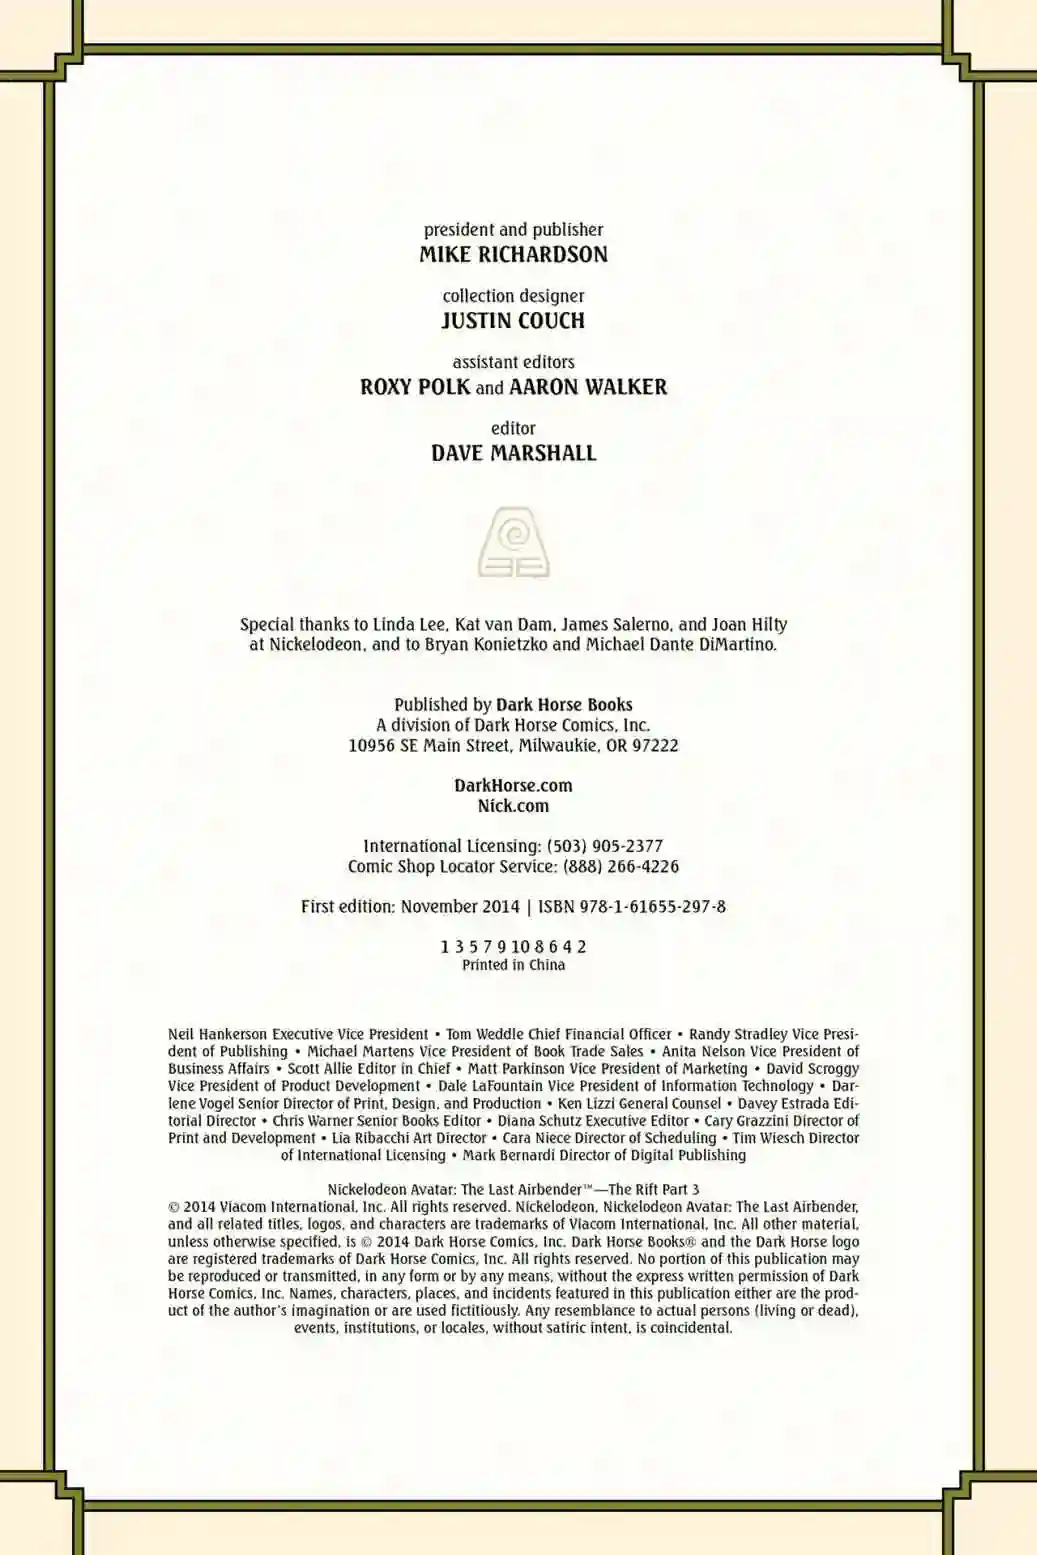 president and publisher
MIKE RICHARDSON
collection designer
JUSTIN COUCH
assistant editors
ROXY POLK and AARON WALKER
editor
DAVE MARSHALL
Special thanks to Linda Lee, Kat van Dam, James Salerno, and Joan Hilty
at Nickelodeon, and to Bryan Konietzko and Michael Dante DiMartino.
Published by Dark Horse Books
A division of Dark Horse Comics, Inc.
10956 SE Main Street, Milwaukie, OR 97222
DarkHorse.com
Nick.com
International Licensing: (503) 905-2377
Comic Shop Locator Service: (888) 266-4226
First edition: November 2014 | ISBN 978-1-61655-297-8
1 3 5 7 9 10 8 6 4 2
Printed in China
Neil Hankerson Executive Vice President • Tom Weddle Chief Financial Officer • Randy Stradley Vice Presi-
dent of Publishing • Michael Martens Vice President of Book Trade Sales • Anita Nelson Vice President of
Business Affairs • Scott Allie Editor in Chief • Matt Parkinson Vice President of Marketing • David Scroggy
Vice President of Product Development • Dale LaFountain Vice President of Information Technology • Dar-
lene Vogel Senior Director of Print, Design, and Production • Ken Lizzi General Counsel • Davey Estrada Edi-
torial Director • Chris Warner Senior Books Editor • Diana Schutz Executive Editor • Cary Grazzini Director of
Print and Development • Lia Ribacchi Art Director • Cara Niece Director of Scheduling • Tim Wiesch Director
of International Licensing • Mark Bernardi Director of Digital Publishing
Nickelodeon Avatar: The Last Airbender™—The Rift Part 3
© 2014 Viacom International, Inc. All rights reserved. Nickelodeon, Nickelodeon Avatar: The Last Airbender,
and all related titles, logos, and characters are trademarks of Viacom International, Inc. All other material,
unless otherwise specified, is © 2014 Dark Horse Comics, Inc. Dark Horse Books® and the Dark Horse logo
are registered trademarks of Dark Horse Comics, Inc. All rights reserved. No portion of this publication may
be reproduced or transmitted, in any form or by any means, without the express written permission of Dark
Horse Comics, Inc. Names, characters, places, and incidents featured in this publication either are the prod-
uct of the author's imagination or are used fictitiously. Any resemblance to actual persons (living or dead),
events, institutions, or locales, without satiric intent, is coincidental.